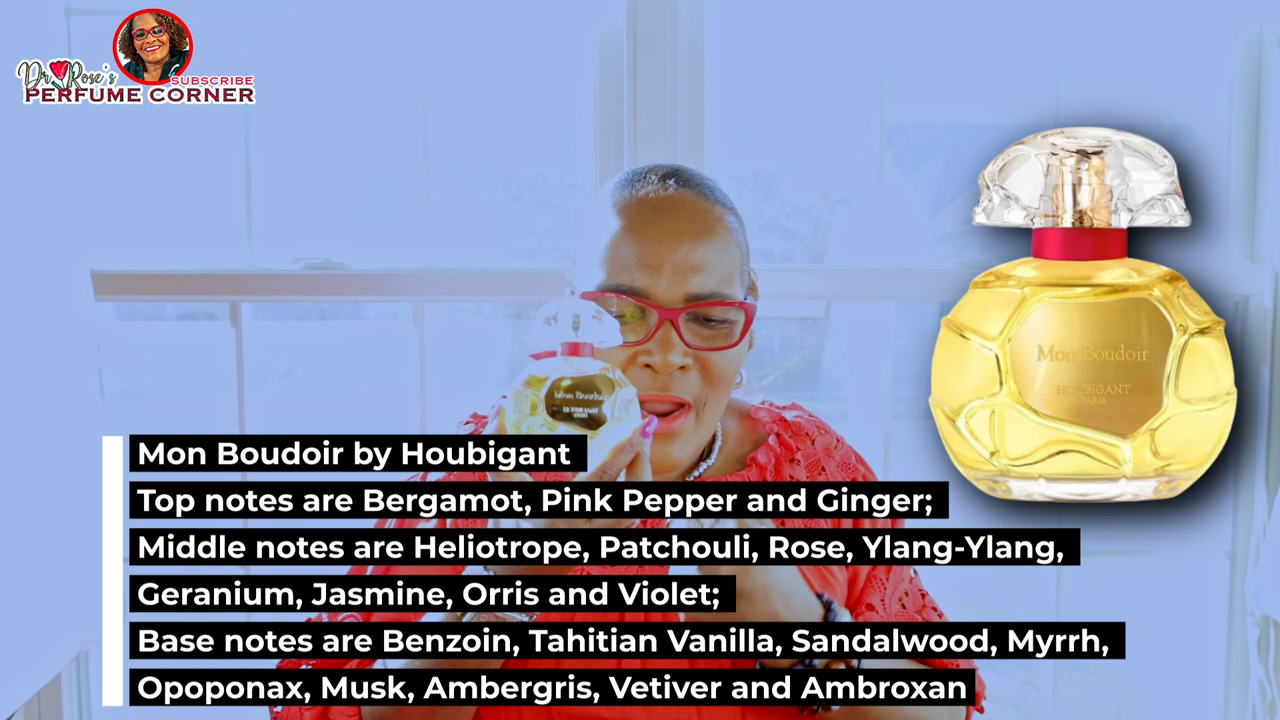 Dr Rose's
SUBSCRIBE
PERFUME CORNER
Mon Boudoir
HOUBIGANT
PARIS
Mon Boudoir
Mon Boudoir by Houbigant
Top notes are Bergamot, Pink Pepper and Ginger;
Middle notes are Heliotrope, Patchouli, Rose, Ylang-Ylang,
Geranium, Jasmine, Orris and Violet;
Base notes are Benzoin, Tahitian Vanilla, Sandalwood, Myrrh,
Opoponax, Musk, Ambergris, Vetiver and Ambroxan